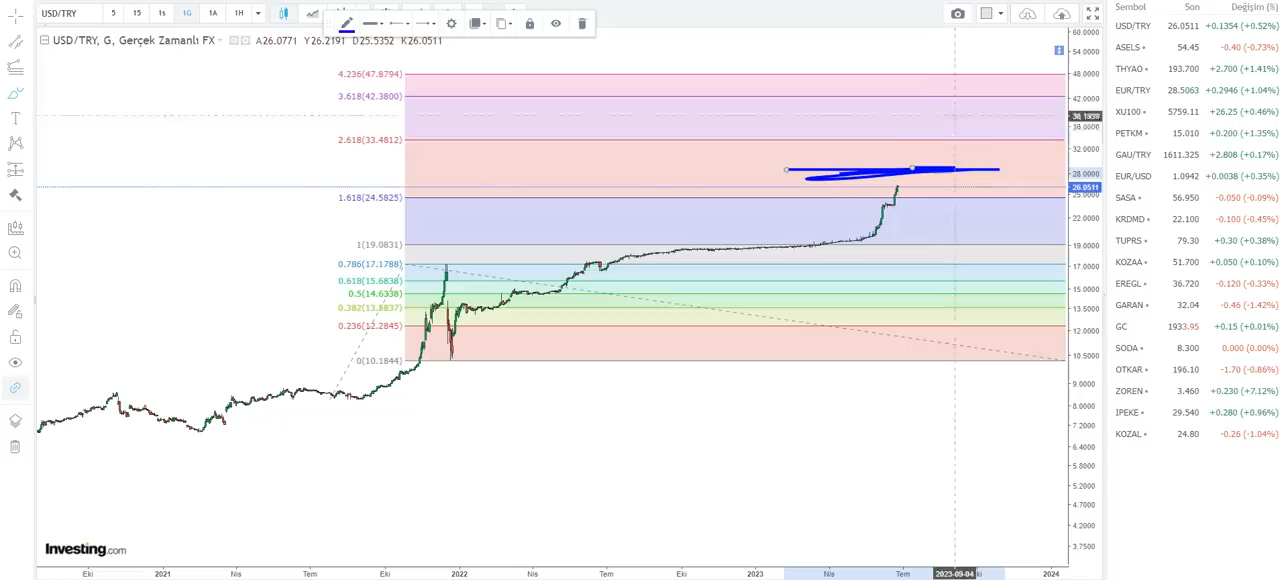 USD/TRY 5 15 1s 1G 1A 1H
USD/TRY, G, Gerçek Zamanlı FX A26.0771 Y26.2191 D25.5352 K26.0511
4.236(47.8794)
3.618(42.3800)
2.618(33.4812)
1.618(24.5825)
1(19.0831)
0.786(17.1788)
0.618(15.6838)
0.5(14.6338)
0.382(13.5837)
0.236(12.2845)
0(10.1844)
60.0000
54.0000
48.0000
42.0000
36.0000
32.0000
28.0000
26.0511
25.0000
22.0000
19.0000
17.0000
15.0000
13.5000
12.0000
10.5000
9.0000
8.0000
7.2000
6.4000
5.8000
5.2000
4.7000
4.2000
3.7500
Investing.com
Eki 2021 Nis Tem Eki 2022 Nis Tem Eki 2023 Nis Tem 2023-09-04 2024
Sembol Son Değişim (%)
USD/TRY 26.0511 +0.1354 (+0.52%)
ASELS 54.45 -0.40 (-0.73%)
THYAO 193.700 +2.700 (+1.41%)
EUR/TRY 28.5063 +0.2946 (+1.04%)
XU100 5759.11 +26.25 (+0.46%)
PETKM 15.010 +0.200 (+1.35%)
GAU/TRY 1611.325 +2.808 (+0.17%)
EUR/USD 1.0942 +0.0038 (+0.35%)
SASA 56.950 -0.050 (-0.09%)
KRDMD 22.100 -0.100 (-0.45%)
TUPRS 79.30 +0.30 (+0.38%)
KOZAA 51.700 +0.050 (+0.10%)
EREGL 36.720 -0.120 (-0.33%)
GARAN 32.04 -0.46 (-1.42%)
GC 1933.95 +0.15 (+0.01%)
SODA 8.300 0.000 (0.00%)
OTKAR 196.10 -1.70 (-0.86%)
ZOREN 3.460 +0.230 (+7.12%)
IPEKE 29.540 +0.280 (+0.96%)
KOZAL 24.80 -0.26 (-1.04%)